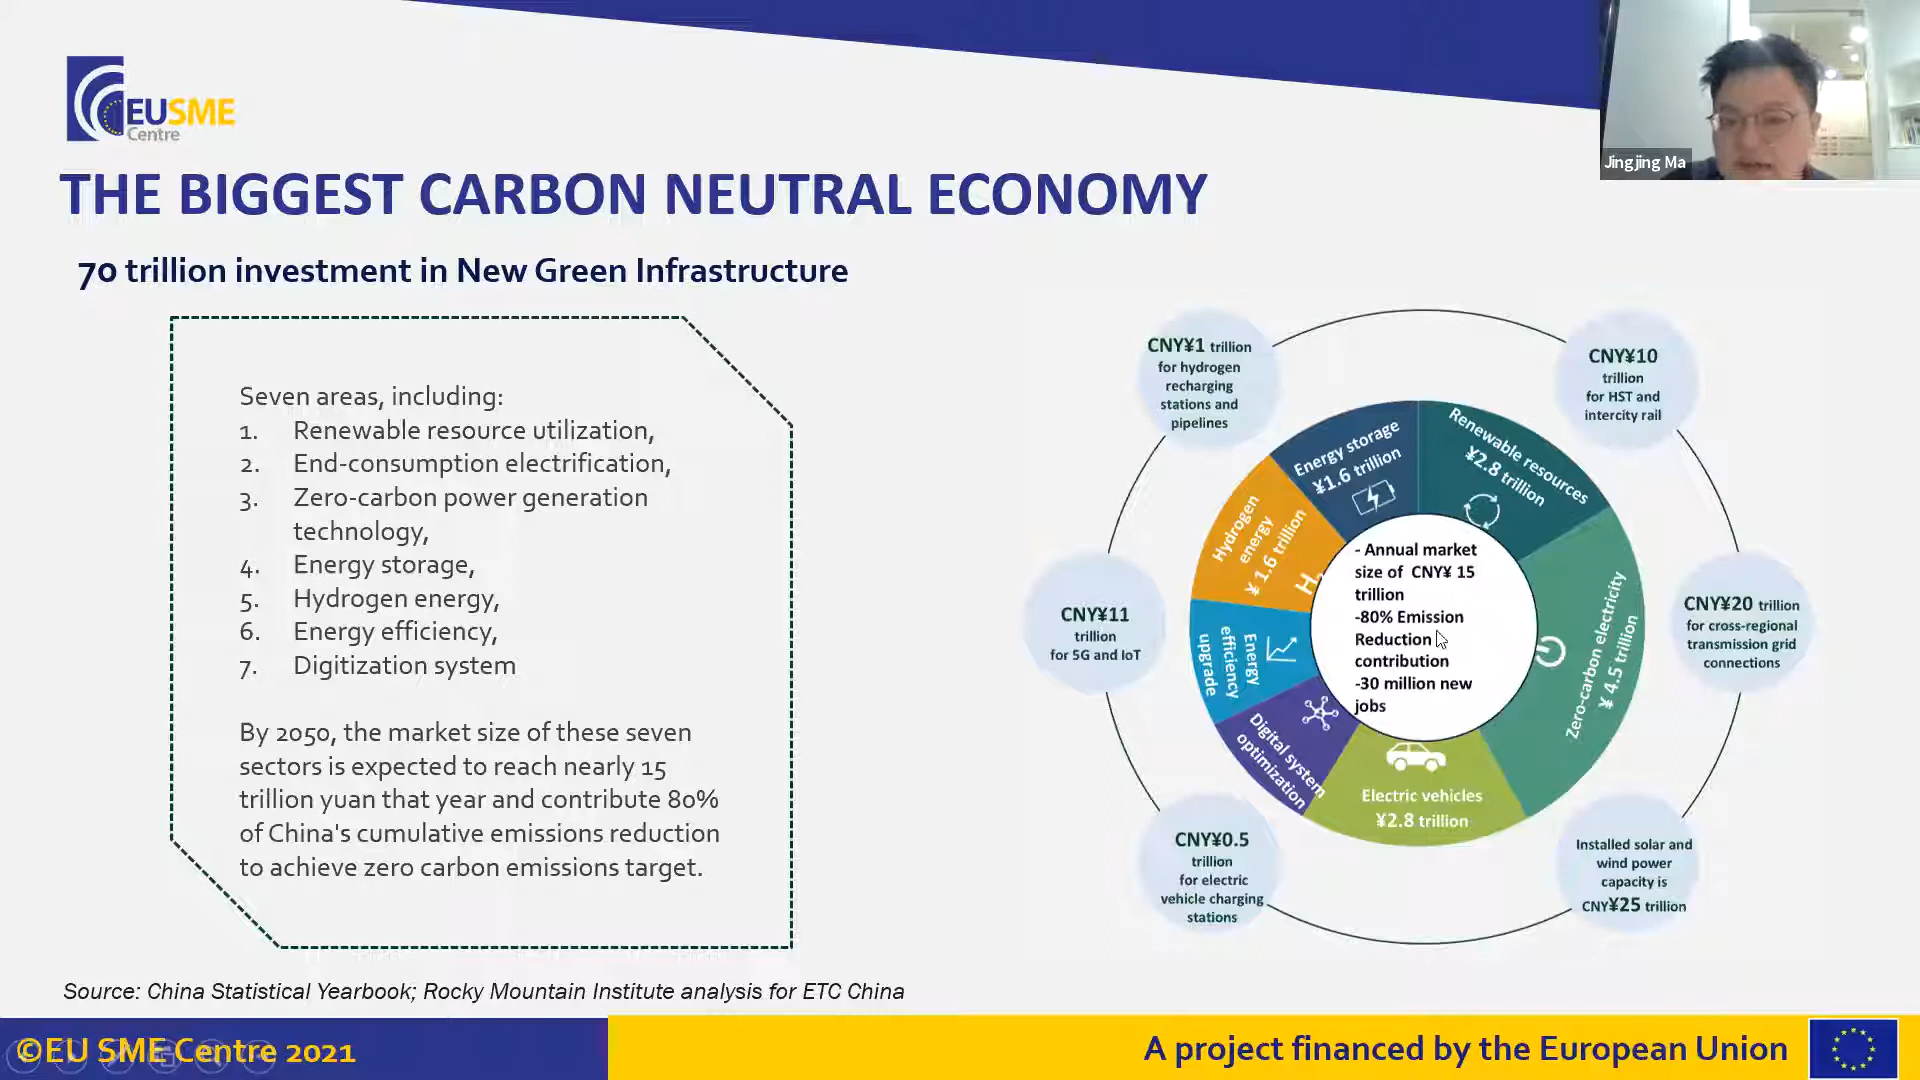 EUSME
Centre
Jingjing Ma
THE BIGGEST CARBON NEUTRAL ECONOMY
70 trillion investment in New Green Infrastructure
Seven areas, including:
1. Renewable resource utilization,
2. End-consumption electrification,
3. Zero-carbon power generation
technology,
4. Energy storage,
5. Hydrogen energy,
6. Energy efficiency,
7. Digitization system
By 2050, the market size of these seven
sectors is expected to reach nearly 15
trillion yuan that year and contribute 80%
of China's cumulative emissions reduction
to achieve zero carbon emissions target.
CNY¥1 trillion
for hydrogen
recharging
stations and
pipelines
CNY¥10
trillion
for HST and
intercity rail
CNY¥11
trillion
for 5G and IoT
CNY¥20 trillion
for cross-regional
transmission grid
connections
CNY¥0.5
trillion
for electric
vehicle charging
stations
Installed solar and
wind power
capacity is
CNY¥25 trillion
Energy storage
¥1.6 trillion
Renewable resources
¥2.8 trillion
Hydrogen
energy
¥ 1.6 trillion
Zero-carbon electricity
¥ 4.5 trillion
Energy
efficiency
upgrade
Digital system
optimization
Electric vehicles
¥2.8 trillion
- Annual market
size of CNY¥ 15
trillion
-80% Emission
Reduction
contribution
-30 million new
jobs
Source: China Statistical Yearbook; Rocky Mountain Institute analysis for ETC China
©EU SME Centre 2021
A project financed by the European Union